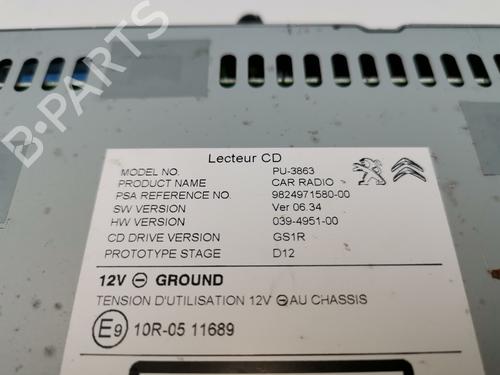 Lecteur CD
MODEL NO. PU-3863
PRODUCT NAME CAR RADIO
PSA REFERENCE NO. 9824971580-00
SW VERSION Ver 06.34
HW VERSION 039-4951-00
CD DRIVE VERSION GS1R
PROTOTYPE STAGE D12
12V ⊖ GROUND
TENSION D'UTILISATION 12V ⊖AU CHASSIS
E9 10R-05 11689
B-PARTS